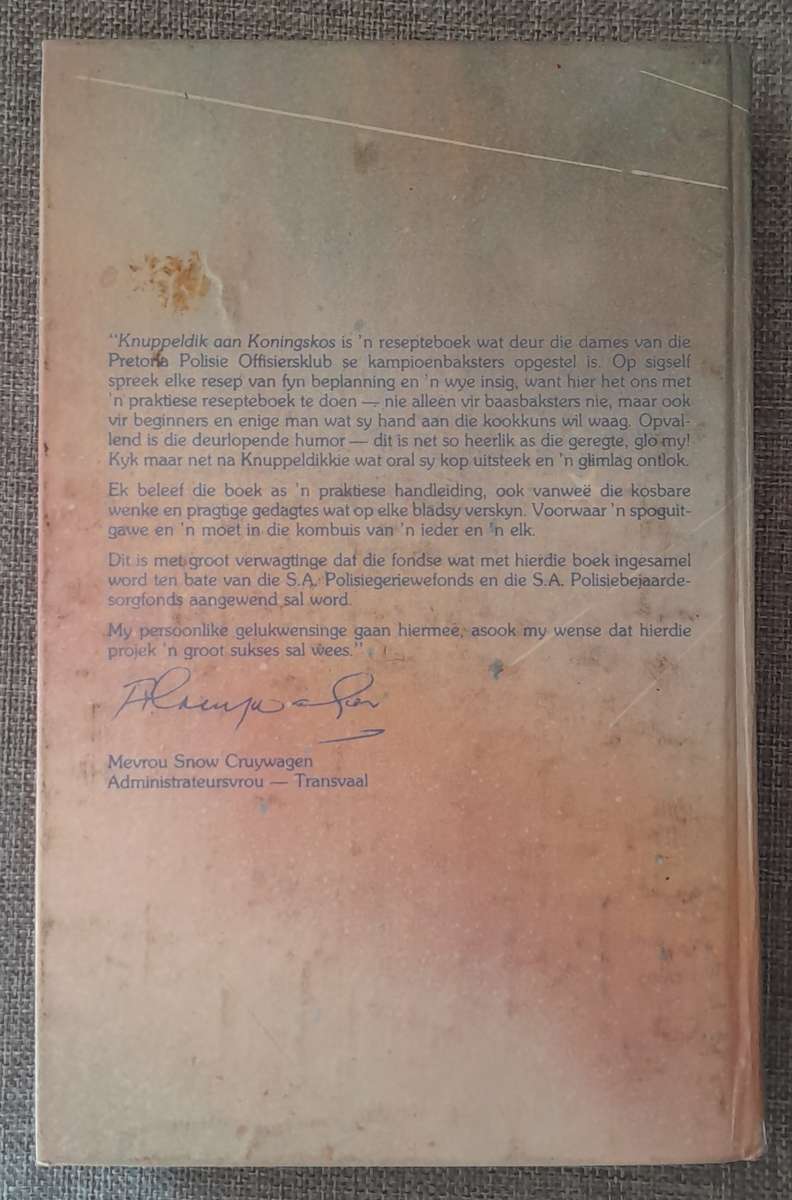 "Knuppeldik aan Koningskos is 'n resepteboek wat deur die dames van die
Pretoria Polisie Offisiersklub se kampioenbaksters opgestel is. Op sigself
spreek elke resep van fyn beplanning en 'n wye insig, want hier het ons met
'n praktiese resepteboek te doen — nie alleen vir baasbaksters nie, maar ook
vir beginners en enige man wat sy hand aan die kookkuns wil waag. Opval-
lend is die deurlopende humor — dit is net so heerlik as die geregte, glo my!
Kyk maar net na Knuppeldikkie wat oral sy kop uitsteek en 'n glimlag ontlok.
Ek beleef die boek as 'n praktiese handleiding, ook vanweë die kosbare
wenke en pragtige gedagtes wat op elke bladsy verskyn. Voorwaar 'n spoguit-
gawe en 'n moet in die kombuis van 'n ieder en 'n elk.
Dit is met groot verwagtinge dat die fondse wat met hierdie boek ingesamel
word ten bate van die S.A. Polisiegeriewefonds en die S.A. Polisiebejaarde-
sorgfonds aangewend sal word.
My persoonlike gelukwensinge gaan hiermee, asook my wense dat hierdie
projek 'n groot sukses sal wees."
Mevrou Snow Cruywagen
Administrateursvrou — Transvaal